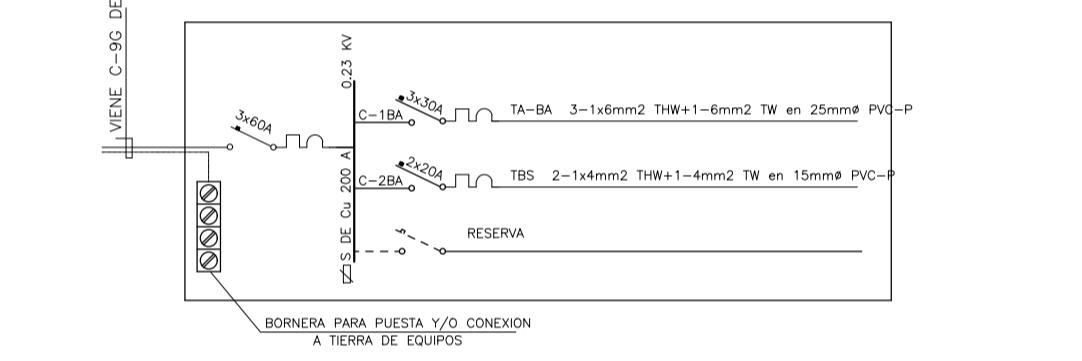 VIENE C-9G DE
3x60A
S DE Cu 200 A
0.23 KV
C-1BA
3x30A
TA-BA 3-1x6mm2 THW+1-6mm2 TW en 25mmø PVC-P
C-2BA
2x20A
TBS 2-1x4mm2 THW+1-4mm2 TW en 15mmø PVC-P
RESERVA
BORNERA PARA PUESTA Y/O CONEXION
A TIERRA DE EQUIPOS